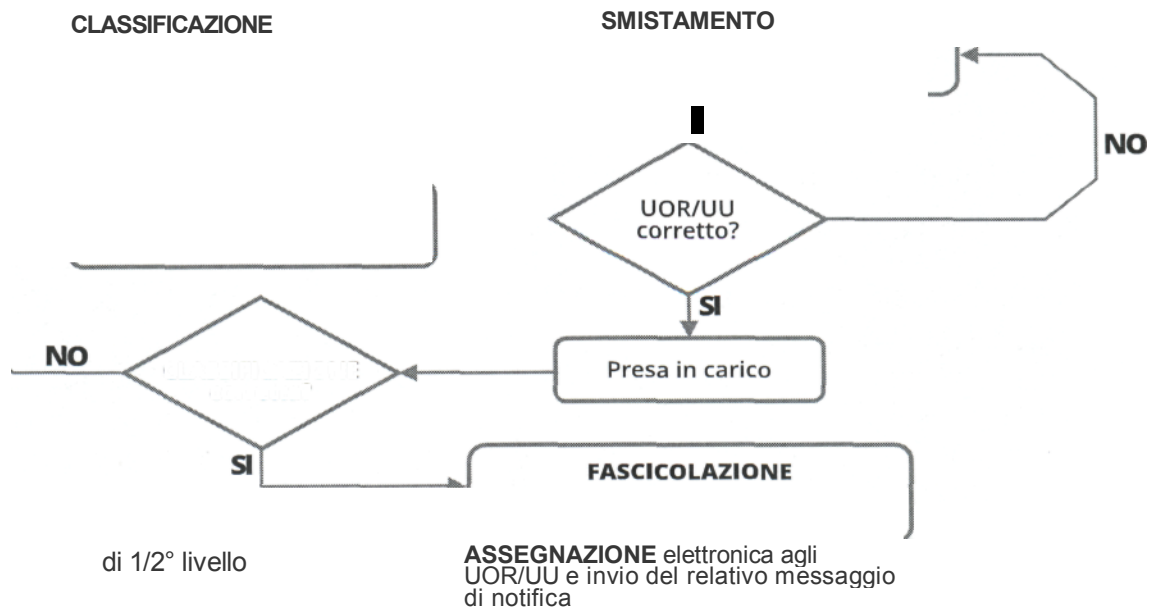 CLASSIFICAZIONE
SMISTAMENTO
NO
UOR/UU
corretto?
SI
NO
Presa in carico
SI
FASCICOLAZIONE
di 1/2° livello
ASSEGNAZIONE elettronica agli
UOR/UU e invio del relativo messaggio
di notifica